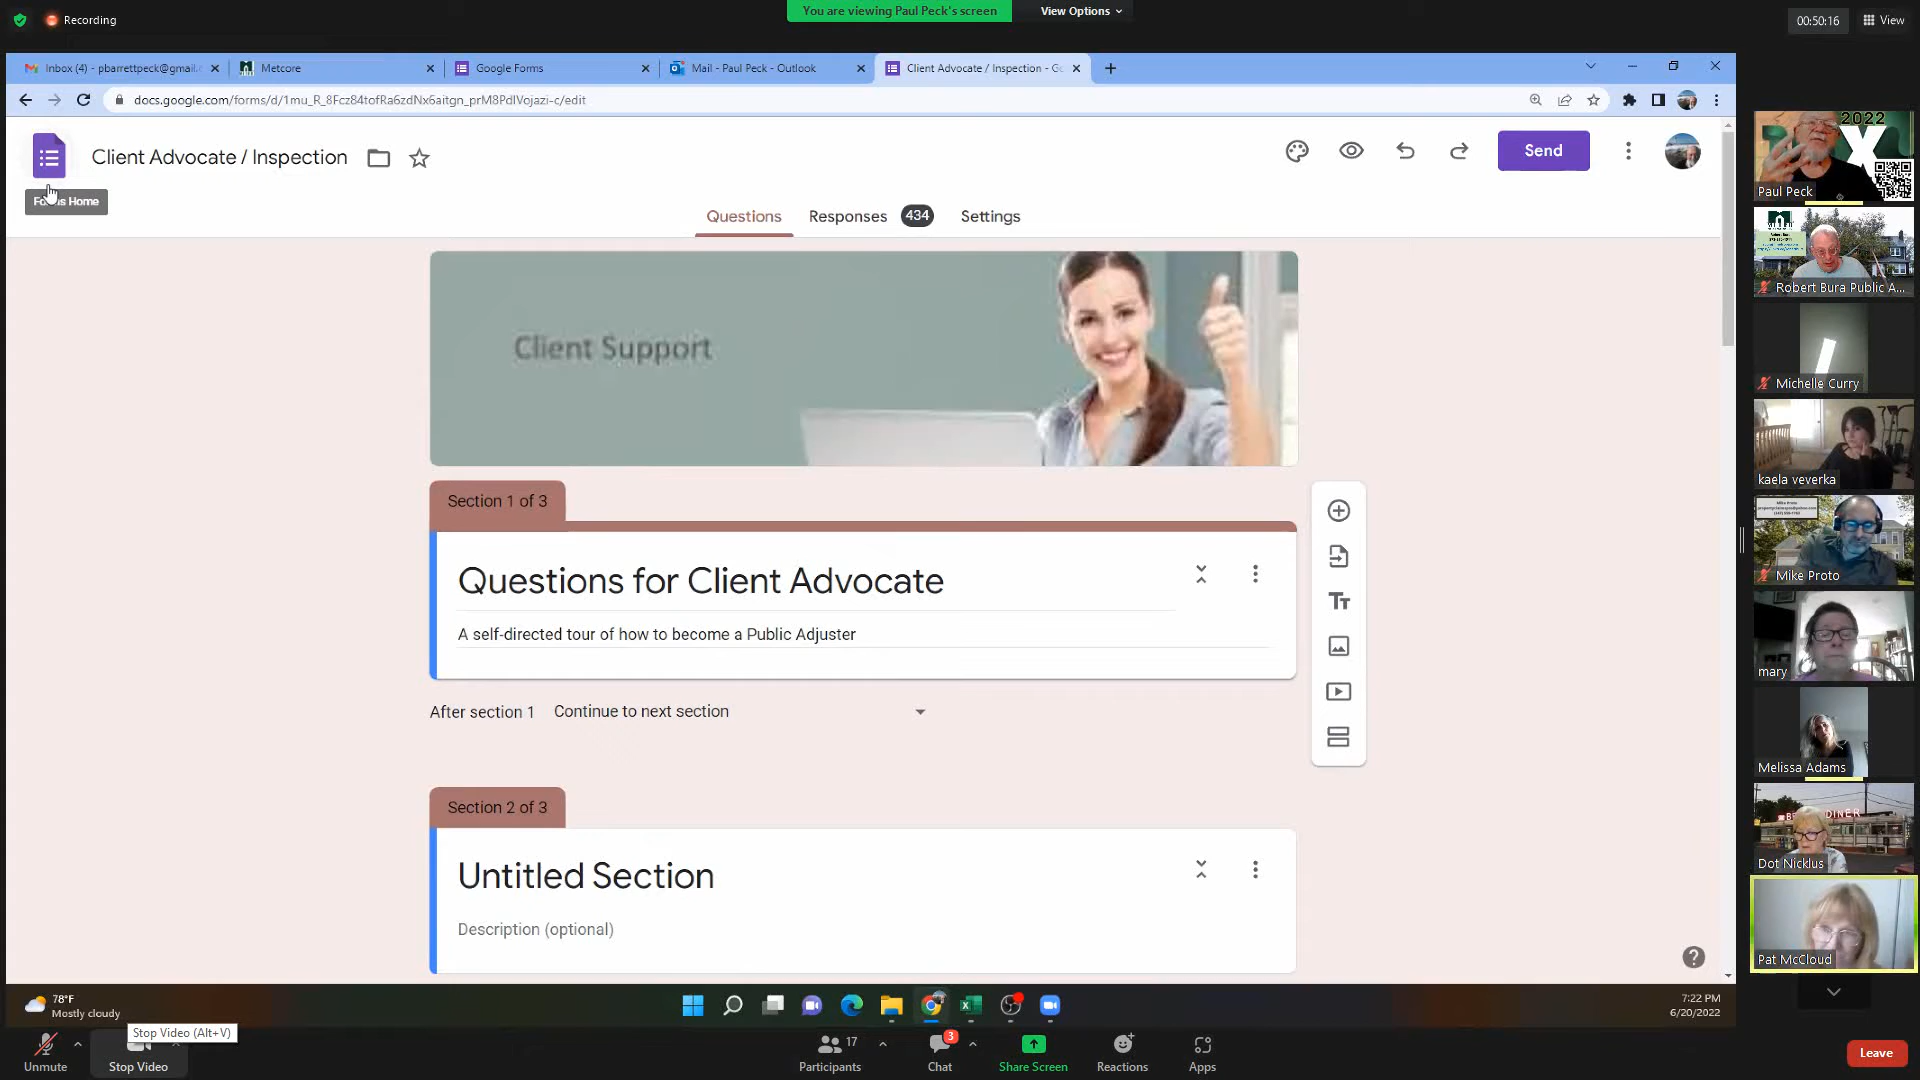 Recording
You are viewing Paul Peck's screen
View Options
00:50:16
View
Inbox (4) - pbarrettpeck@gmail.c
Metcore
Google Forms
Mail - Paul Peck - Outlook
Client Advocate / Inspection - Go
docs.google.com/forms/d/1mu_R_8Fcz84tofRa6zdNx6aitgn_prM8PdlVojazi-c/edit
Client Advocate / Inspection
Send
Home
Questions
Responses
434
Settings
Client Support
Section 1 of 3
Questions for Client Advocate
A self-directed tour of how to become a Public Adjuster
After section 1
Continue to next section
Section 2 of 3
Untitled Section
Description (optional)
2022
X
Paul Peck
Robert Bura Public A...
Michelle Curry
kaela veverka
Mike Proto
Mike Proto
mary
Melissa Adams
DINER
Dot Nicklus
Pat McCloud
78°F
Mostly cloudy
7:22 PM
6/20/2022
Stop Video (Alt+V)
Unmute
Stop Video
17
Participants
3
Chat
Share Screen
Reactions
Apps
Leave